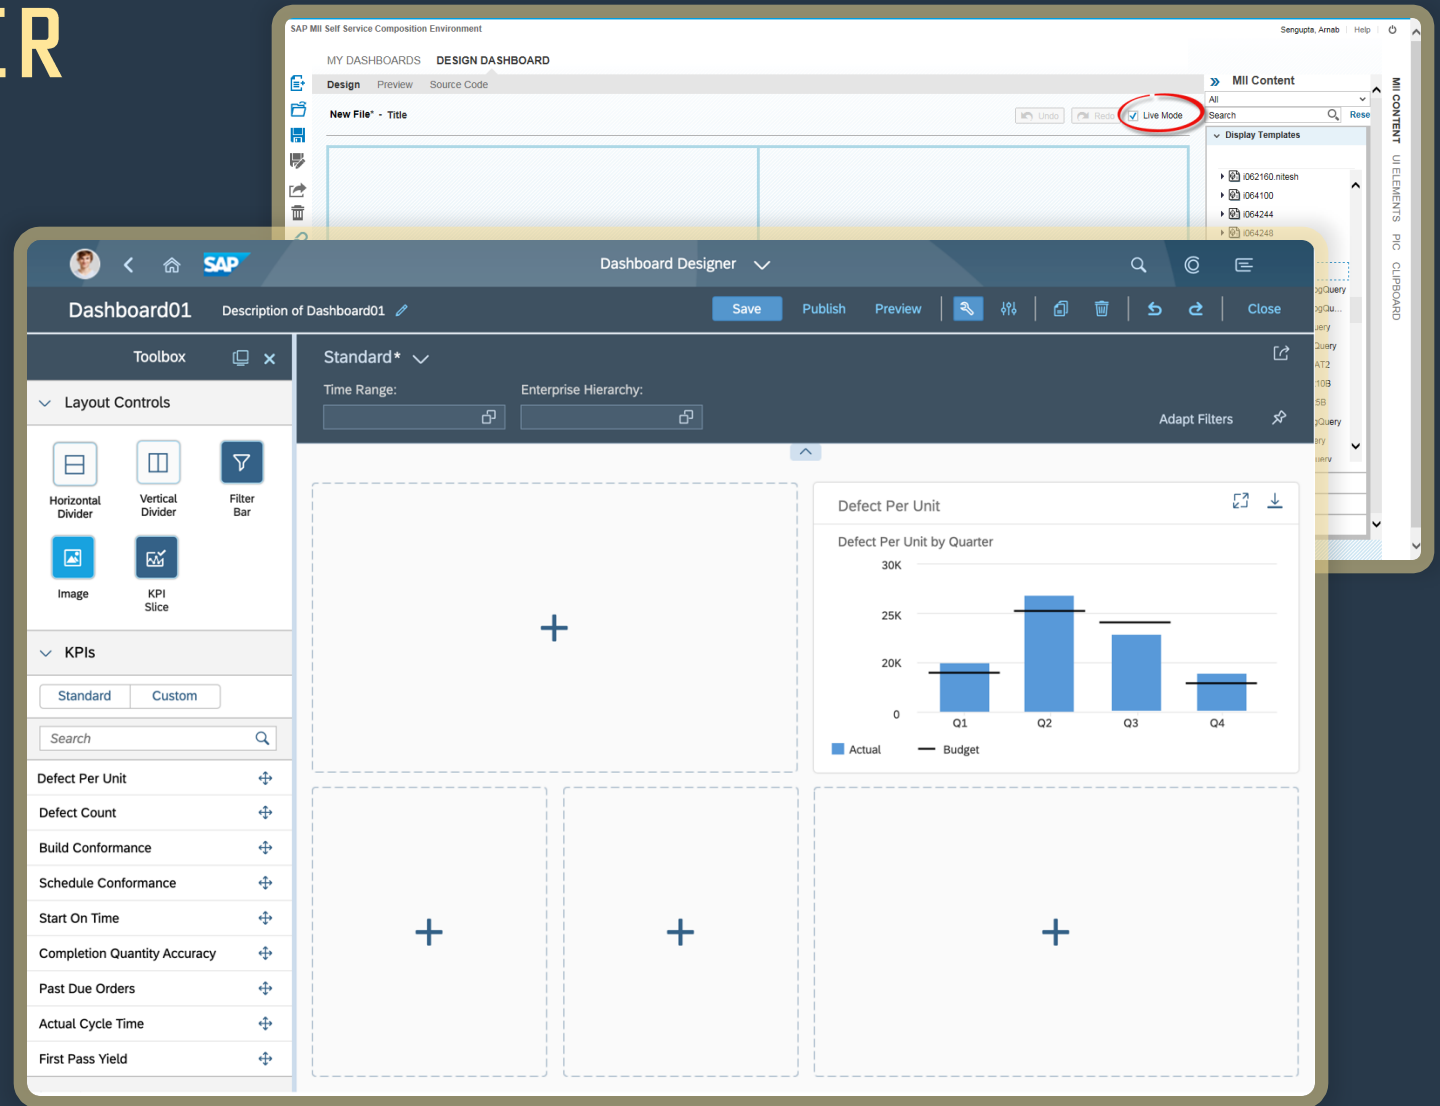 ER
SAP MII Self Service Composition Environment
Sengupta, Arnab Help
MY DASHBOARDS DESIGN DASHBOARD
Design Preview Source Code
New File* - Title
Undo Redo Live Mode
MII Content
All
Search Rese
Display Templates
i062160.nitesh
i064100
i064244
i064248
MII CONTENT UI ELEMENTS PIC CLIPBOARD
SAP
Dashboard Designer
Dashboard01 Description of Dashboard01
Save Publish Preview Close
Toolbox
Standard*
Time Range: Enterprise Hierarchy:
Adapt Filters
Layout Controls
Horizontal Divider
Vertical Divider
Filter Bar
Image
KPI Slice
KPIs
Standard Custom
Search
Defect Per Unit
Defect Count
Build Conformance
Schedule Conformance
Start On Time
Completion Quantity Accuracy
Past Due Orders
Actual Cycle Time
First Pass Yield
Defect Per Unit
Defect Per Unit by Quarter
30K
25K
20K
0
Q1 Q2 Q3 Q4
Actual Budget